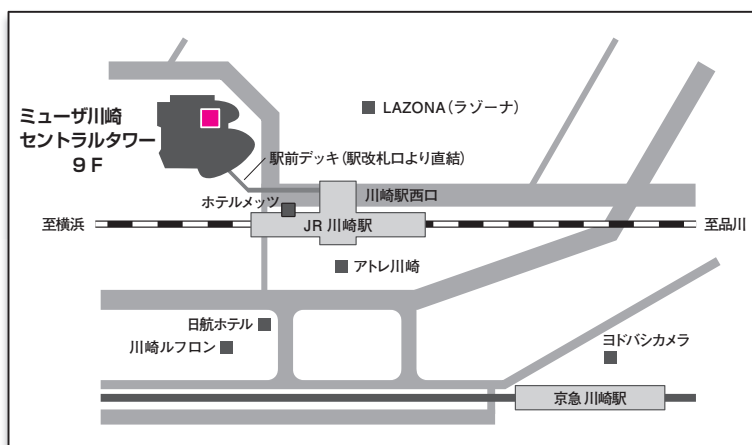 LAZONA（ラゾーナ）
ミューザ川崎
セントラルタワー
9F
駅前デッキ（駅改札口より直結）
川崎駅西口
ホテルメッツ
至横浜
JR 川崎駅
至品川
アトレ川崎
日航ホテル
川崎ルフロン
ヨドバシカメラ
京急川崎駅